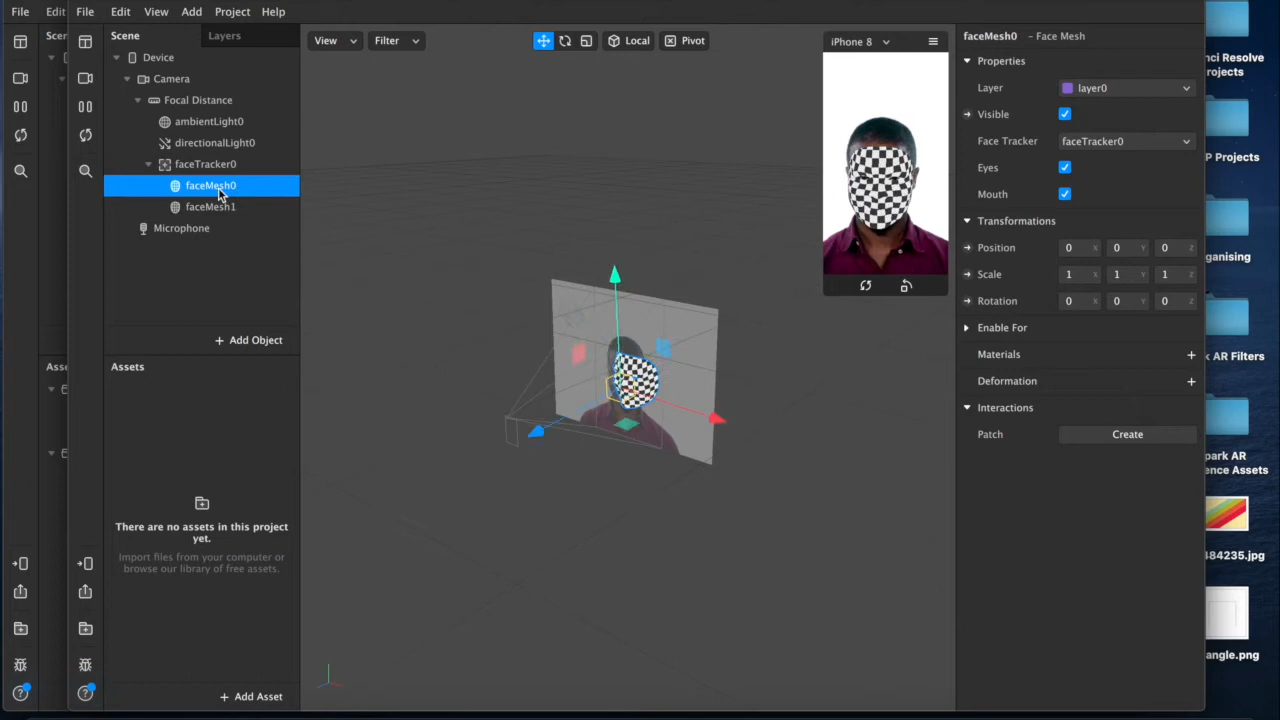 File Edit
File Edit View Add Project Help
Scene Layers
Device
Camera
Focal Distance
ambientLight0
directionalLight0
faceTracker0
faceMesh0
faceMesh1
Microphone
+ Add Object
Assets
There are no assets in this project
yet.
Import files from your computer or
browse our library of free assets.
+ Add Asset
View Filter Local Pivot
iPhone 8
faceMesh0 – Face Mesh
Properties
Layer layer0
Visible
Face Tracker faceTracker0
Eyes
Mouth
Transformations
Position 0 X 0 Y 0 Z
Scale 1 X 1 Y 1 Z
Rotation 0 X 0 Y 0 Z
Enable For
Materials +
Deformation +
Interactions
Patch Create
nci Resolve
rojects
P Projects
rganising
k AR Filters
park AR
ence Assets
484235.jpg
angle.png